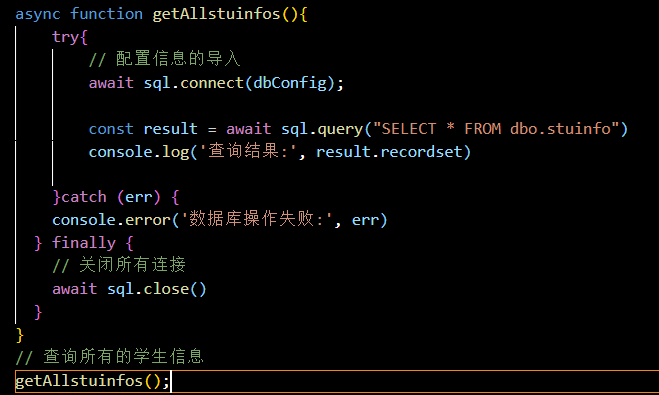 async function getAllstuinfos(){
try{
// 配置信息的导入
await sql.connect(dbConfig);
const result = await sql.query("SELECT * FROM dbo.stuinfo")
console.log('查询结果:', result.recordset)
}catch (err) {
console.error('数据库操作失败:', err)
} finally {
// 关闭所有连接
await sql.close()
}
}
// 查询所有的学生信息
getAllstuinfos();